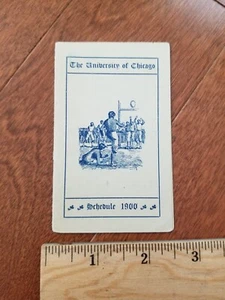 The University of Chicago
Schedule 1900
1 2 3